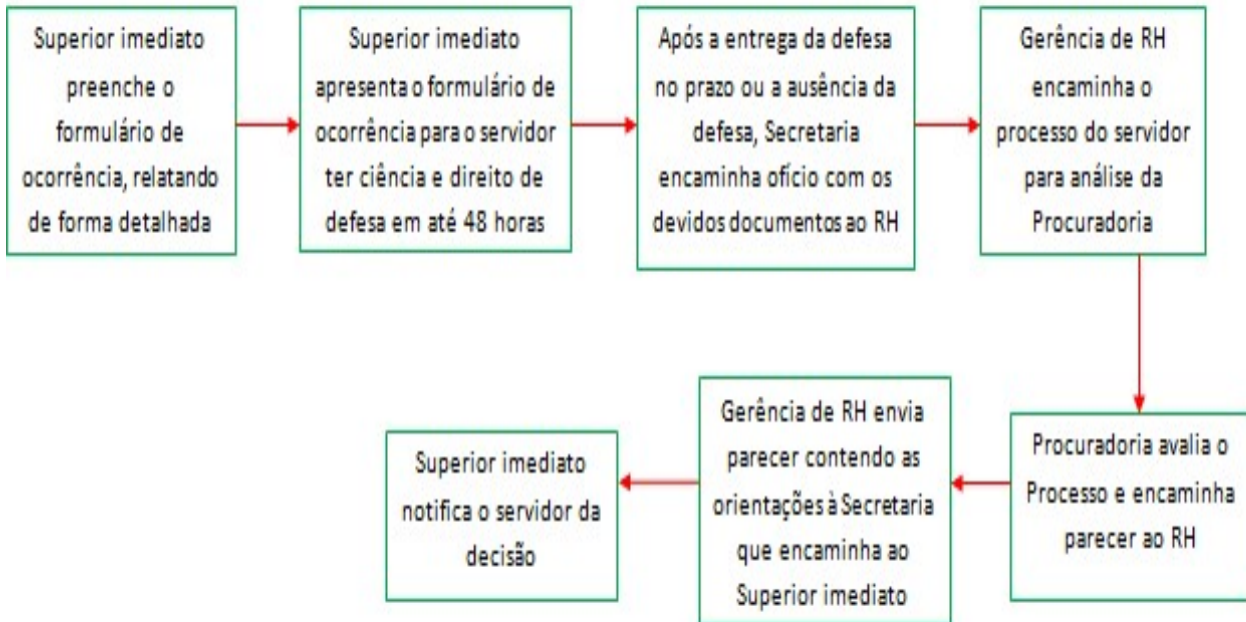 Superior imediato
preenche o
formulário de
ocorrência, relatando
de forma detalhada
Superior imediato
apresenta o formulário de
ocorrência para o servidor
ter ciência e direito de
defesa em até 48 horas
Após a entrega da defesa
no prazo ou a ausência da
defesa, Secretaria
encaminha ofício com os
devidos documentos ao RH
Gerência de RH
encaminha o
processo do servidor
para análise da
Procuradoria
Procuradoria avalia o
Processo e encaminha
parecer ao RH
Gerência de RH envia
parecer contendo as
orientações à Secretaria
que encaminha ao
Superior imediato
Superior imediato
notifica o servidor da
decisão